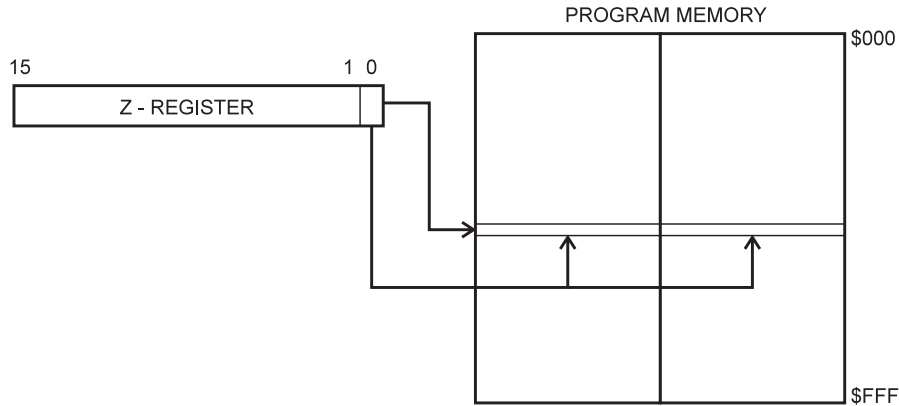 PROGRAM MEMORY
$000
15 1 0
Z - REGISTER
$FFF